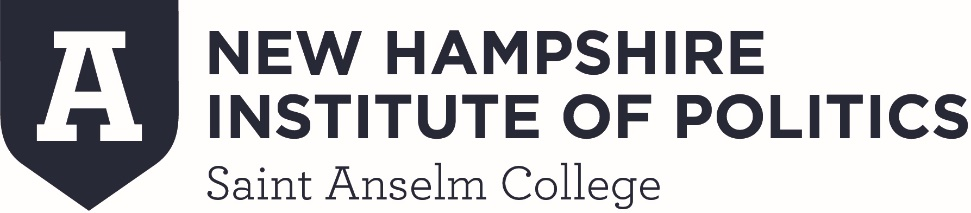 A
NEW HAMPSHIRE
INSTITUTE OF POLITICS
Saint Anselm College